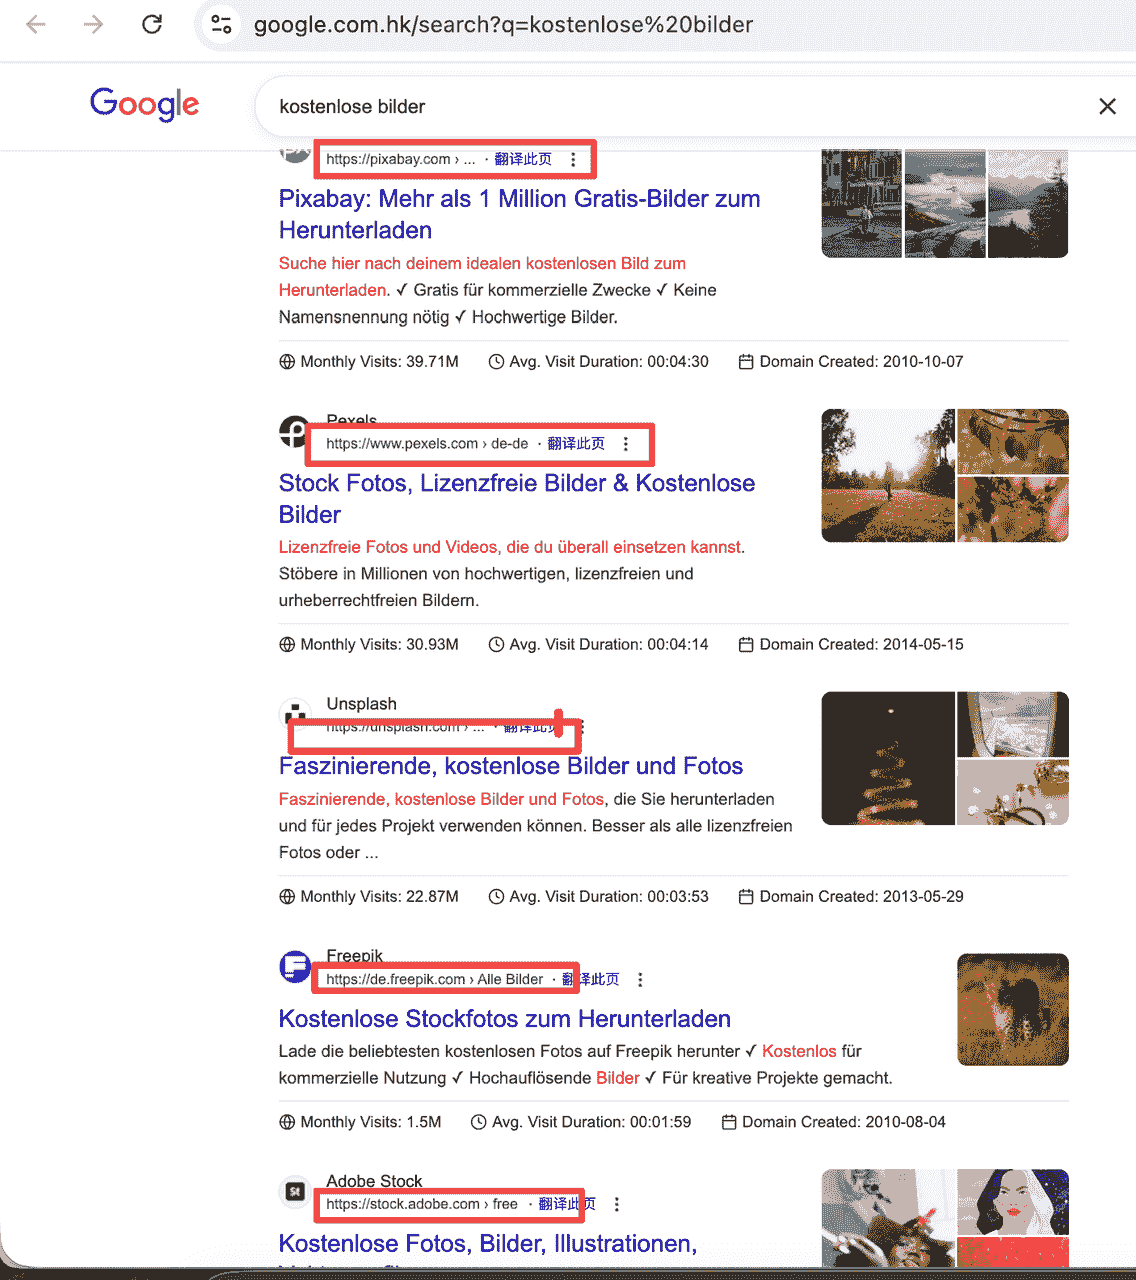 google.com.hk/search?q=kostenlose%20bilder
Google
kostenlose bilder
https://pixabay.com › ... · 翻译此页
Pixabay: Mehr als 1 Million Gratis-Bilder zum
Herunterladen
Suche hier nach deinem idealen kostenlosen Bild zum
Herunterladen. ✓ Gratis für kommerzielle Zwecke ✓ Keine
Namensnennung nötig ✓ Hochwertige Bilder.
Monthly Visits: 39.71M Avg. Visit Duration: 00:04:30 Domain Created: 2010-10-07
Pexels
https://www.pexels.com › de-de · 翻译此页
Stock Fotos, Lizenzfreie Bilder & Kostenlose
Bilder
Lizenzfreie Fotos und Videos, die du überall einsetzen kannst.
Stöbere in Millionen von hochwertigen, lizenzfreien und
urheberrechtfreien Bildern.
Monthly Visits: 30.93M Avg. Visit Duration: 00:04:14 Domain Created: 2014-05-15
Unsplash
https://unsplash.com › ... · 翻译此页
Faszinierende, kostenlose Bilder und Fotos
Faszinierende, kostenlose Bilder und Fotos, die Sie herunterladen
und für jedes Projekt verwenden können. Besser als alle lizenzfreien
Fotos oder ...
Monthly Visits: 22.87M Avg. Visit Duration: 00:03:53 Domain Created: 2013-05-29
Freepik
https://de.freepik.com › Alle Bilder · 翻译此页
Kostenlose Stockfotos zum Herunterladen
Lade die beliebtesten kostenlosen Fotos auf Freepik herunter ✓ Kostenlos für
kommerzielle Nutzung ✓ Hochauflösende Bilder ✓ Für kreative Projekte gemacht.
Monthly Visits: 1.5M Avg. Visit Duration: 00:01:59 Domain Created: 2010-08-04
Adobe Stock
St
https://stock.adobe.com › free · 翻译此页
Kostenlose Fotos, Bilder, Illustrationen,